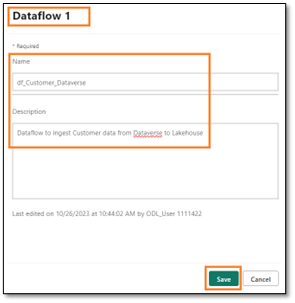 Dataflow 1
* Required
Name
df_Customer_Dataverse
Description
Dataflow to ingest Customer data from Dataverse to Lakehouse
Last edited on 10/26/2023 at 10:44:02 AM by ODL_User 1111422
Save Cancel